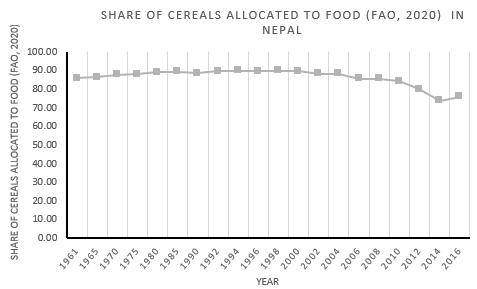 SHARE OF CEREALS ALLOCATED TO FOOD (FAO, 2020) IN
NEPAL
SHARE OF CEREALS ALLOCATED TO FOOD (FAO, 2020)
100.00
90.00
80.00
70.00
60.00
50.00
40.00
30.00
20.00
10.00
0.00
1961 1965 1970 1975 1980 1985 1990 1992 1994 1996 1998 2000 2002 2004 2006 2008 2010 2012 2014 2016
YEAR